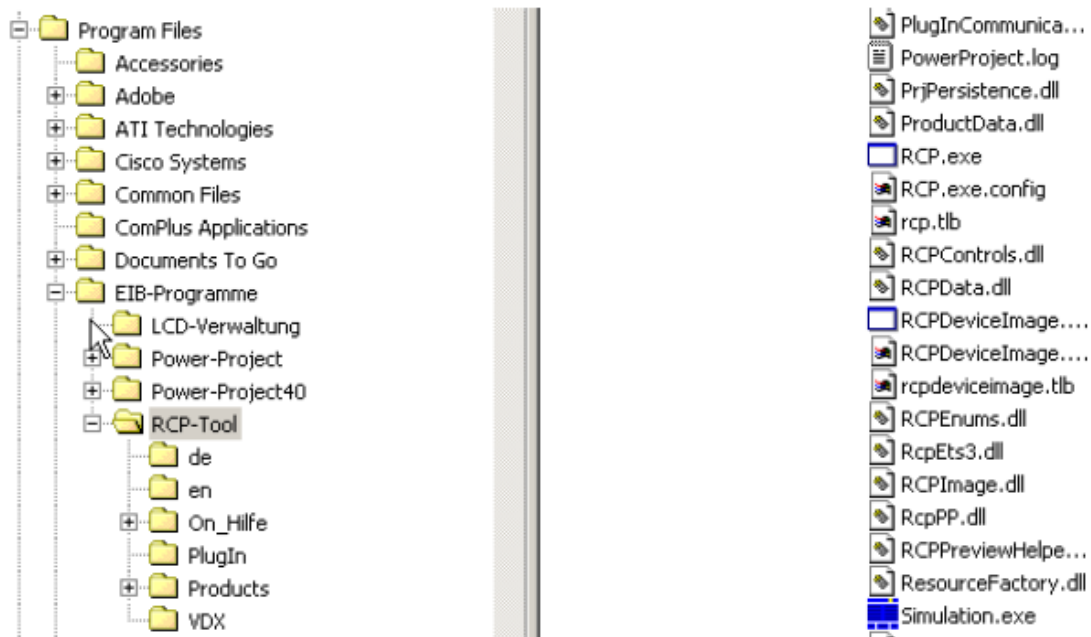 Program Files
Accessories
Adobe
ATI Technologies
Cisco Systems
Common Files
ComPlus Applications
Documents To Go
EIB-Programme
LCD-Verwaltung
Power-Project
Power-Project40
RCP-Tool
de
en
On_Hilfe
PlugIn
Products
VDX
PlugInCommunica...
PowerProject.log
PrjPersistence.dll
ProductData.dll
RCP.exe
RCP.exe.config
rcp.tlb
RCPControls.dll
RCPData.dll
RCPDeviceImage....
RCPDeviceImage....
rcpdeviceimage.tlb
RCPEnums.dll
RcpEts3.dll
RCPImage.dll
RcpPP.dll
RCPPreviewHelpe...
ResourceFactory.dll
Simulation.exe